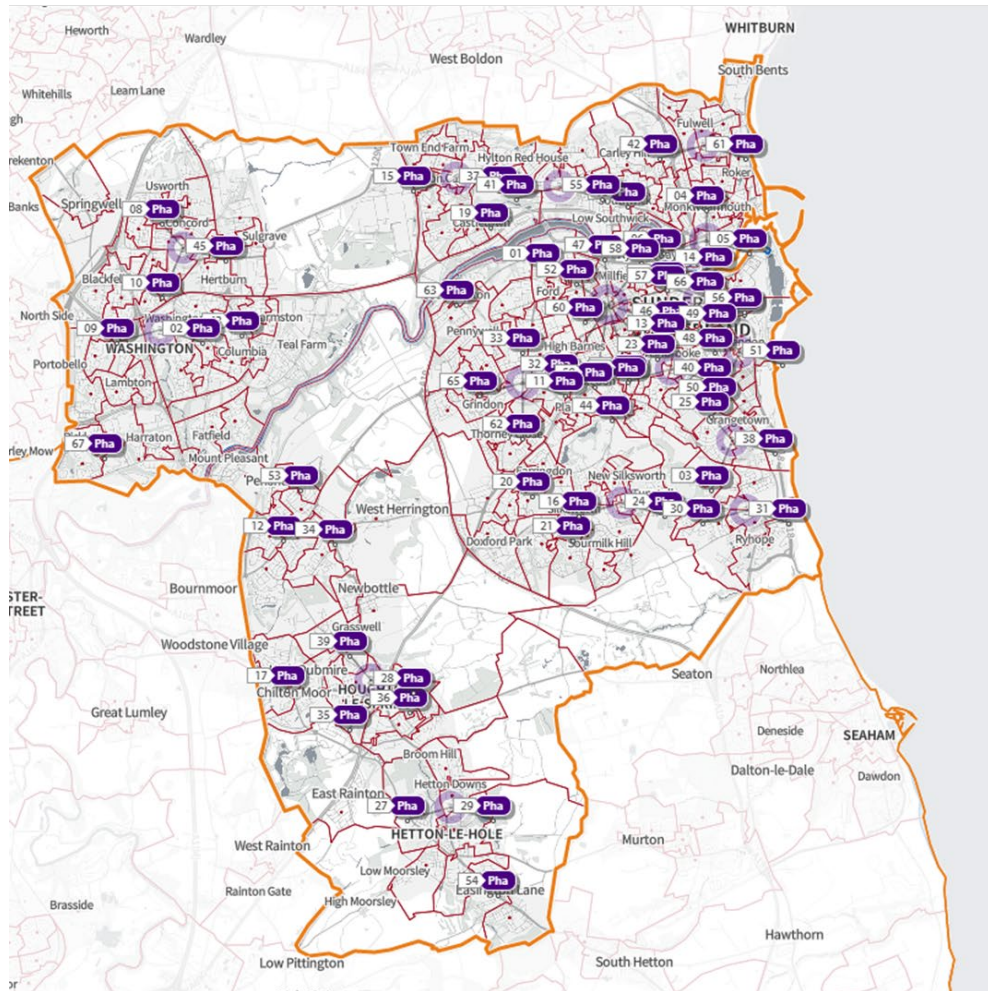 WHITBURN
Heworth
Wardley
West Boldon
South Bents
Whitehills
Leam Lane
Fulwell
42 Pha
61 Pha
Town End Farm
Hylton Red House
Roker
15 Pha
37
41 Pha
55 Pha
Usworth
Springwell
04 Pha
Banks
08 Pha
19 Pha
Low Southwick
Sulgrave
45 Pha
47
58 Pha
05 Pha
01 Pha
14 Pha
52 Pha
57
Hertburn
10 Pha
63 Pha
Ford
66 Pha
56 Pha
60 Pha
49 Pha
North Side
09 Pha
02 Pha
Pha
13 Pha
WASHINGTON
Columbia
Teal Farm
33 Pha
High Barnes
23 Pha
48 Pha
51 Pha
Portobello
32
Lambton
65 Pha
11 Pha
Pha
Pha
40 Pha
50 Pha
Grindon
44 Pha
25 Pha
Grangetown
62 Pha
67 Pha
Harraton
Fatfield
38 Pha
Mount Pleasant
53 Pha
New Silksworth
03 Pha
20 Pha
West Herrington
16 Pha
24
30 Pha
31 Pha
12 Pha
34 Pha
21 Pha
Doxford Park
Sourmilk Hill
Ryhope
Bournmoor
Newbottle
STER-
TREET
Grasswell
39 Pha
Woodstone Village
Seaton
Northlea
17 Pha
28 Pha
Chilton Moor
36 Pha
Great Lumley
35 Pha
Deneside
SEAHAM
Broom Hill
Dalton-le-Dale
Dawdon
Hetton Downs
East Rainton
27 Pha
29 Pha
HETTON-LE-HOLE
West Rainton
Murton
Low Moorsley
54 Pha
Easington Lane
Rainton Gate
High Moorsley
Brasside
Hawthorn
Low Pittington
South Hetton